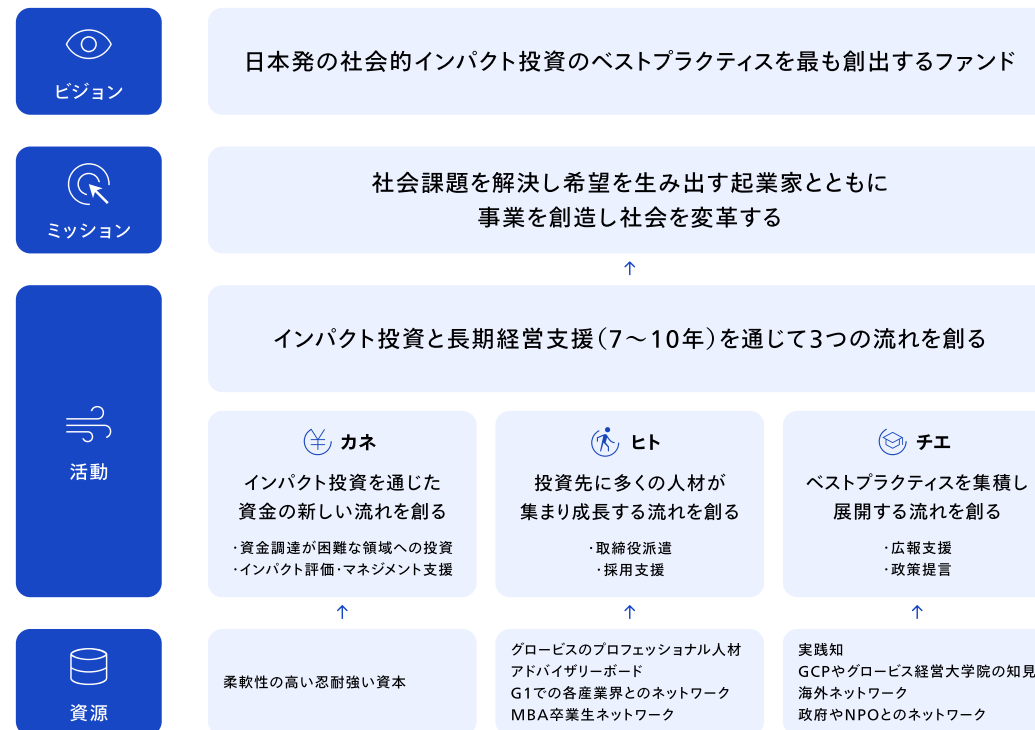 ビジョン
日本発の社会的インパクト投資のベストプラクティスを最も創出するファンド
ミッション
社会課題を解決し希望を生み出す起業家とともに
事業を創造し社会を変革する
↑
活動
インパクト投資と長期経営支援(7〜10年)を通じて3つの流れを創る
カネ
インパクト投資を通じた
資金の新しい流れを創る
・資金調達が困難な領域への投資
・インパクト評価・マネジメント支援
ヒト
投資先に多くの人材が
集まり成長する流れを創る
・取締役派遣
・採用支援
チエ
ベストプラクティスを集積し
展開する流れを創る
・広報支援
・政策提言
↑ ↑ ↑
資源
柔軟性の高い忍耐強い資本
グロービスのプロフェッショナル人材
アドバイザリーボード
G1での各産業界とのネットワーク
MBA卒業生ネットワーク
実践知
GCPやグロービス経営大学院の知見
海外ネットワーク
政府やNPOとのネットワーク